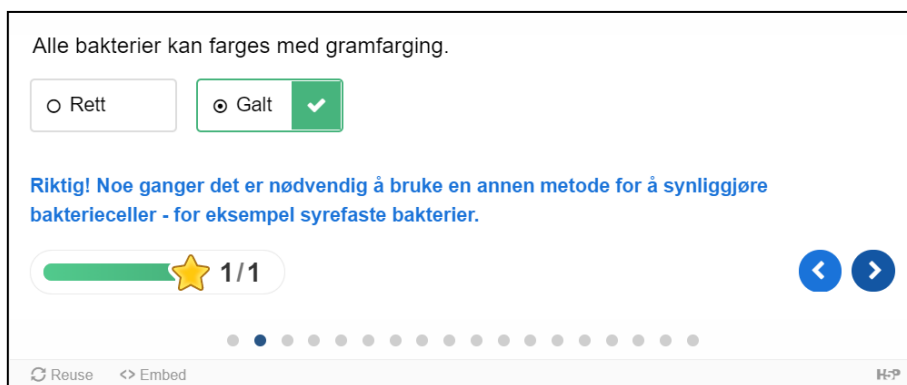 Alle bakterier kan farges med gramfarging.
Rett
Galt
Riktig! Noe ganger det er nødvendig å bruke en annen metode for å synliggjøre
bakterieceller - for eksempel syrefaste bakterier.
1/1
Reuse
<> Embed
H5P